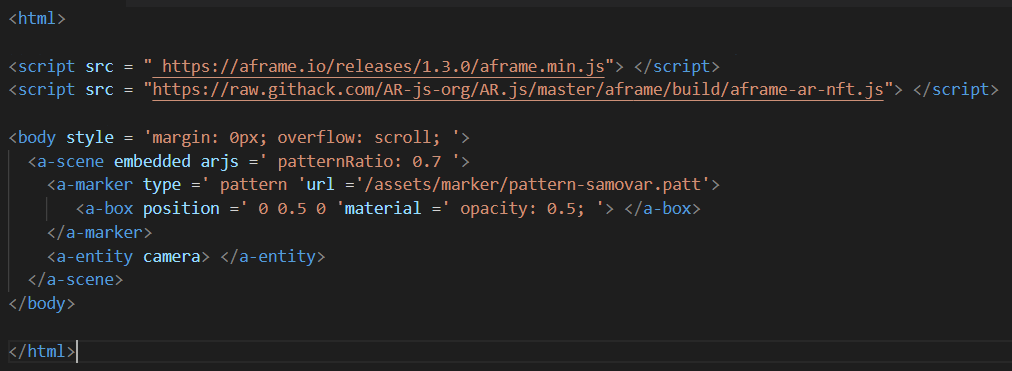 <html>
<script src = " https://aframe.io/releases/1.3.0/aframe.min.js"> </script>
<script src = "https://raw.githack.com/AR-js-org/AR.js/master/aframe/build/aframe-ar-nft.js"> </script>
<body style = 'margin: 0px; overflow: scroll; '>
<a-scene embedded arjs =' patternRatio: 0.7 '>
<a-marker type =' pattern 'url ='/assets/marker/pattern-samovar.patt'>
<a-box position =' 0 0.5 0 'material =' opacity: 0.5; '> </a-box>
</a-marker>
<a-entity camera> </a-entity>
</a-scene>
</body>
</html>